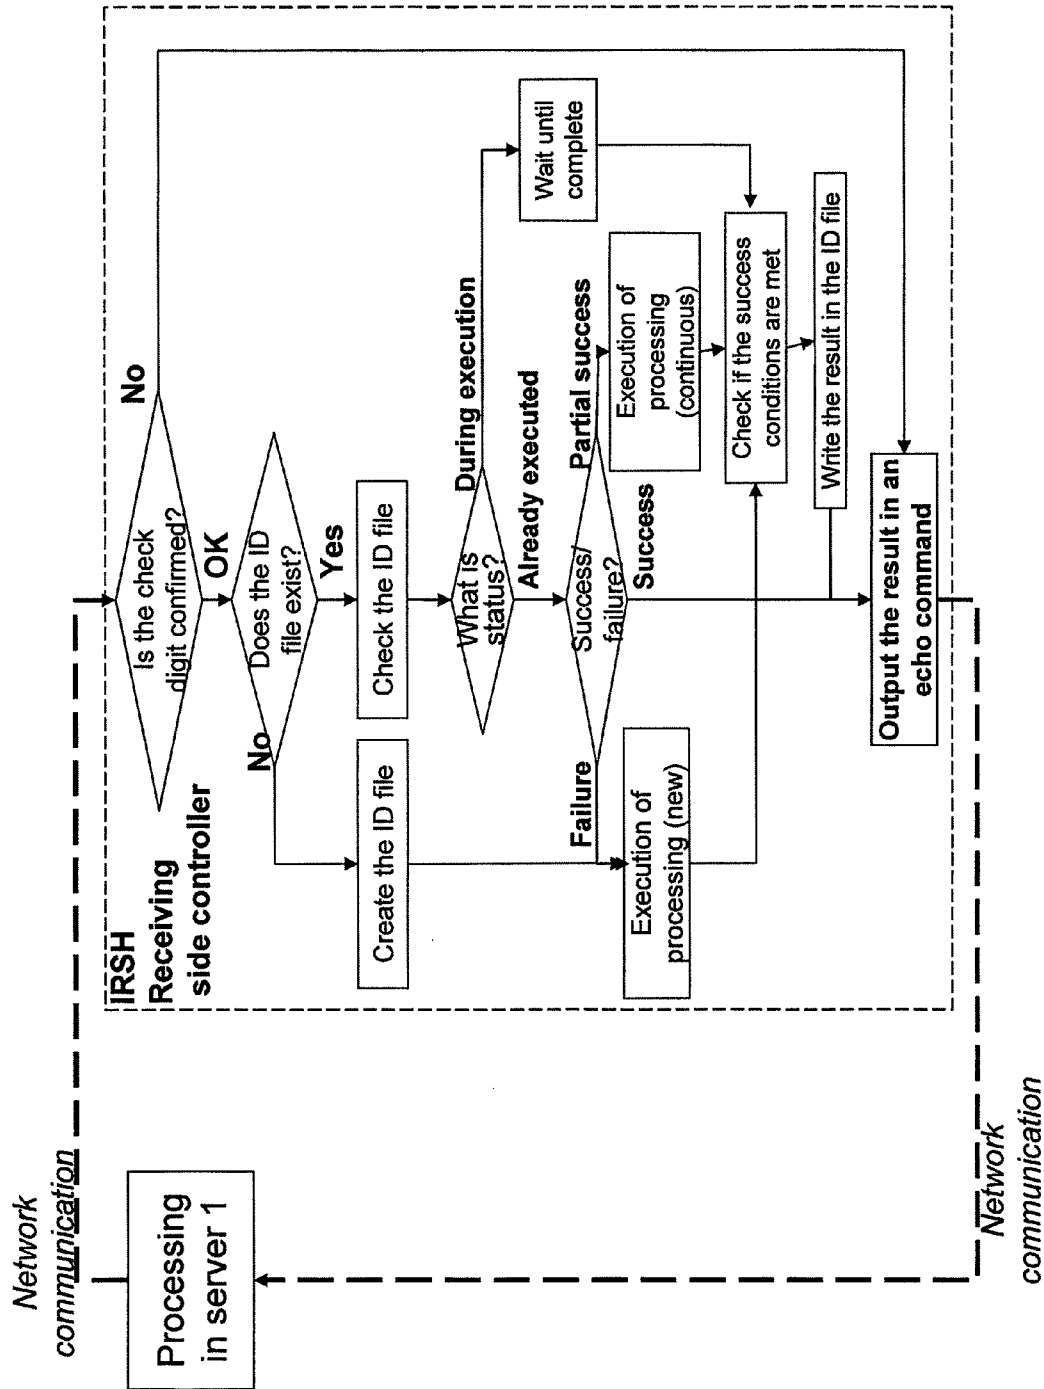 Network
communication
Processing
in server 1
IRSH
Receiving
side controller
Is the check
digit confirmed?
No
OK
Does the ID
file exist?
No
Yes
Create the ID file
Check the ID file
What is
status?
During execution
Already executed
Wait until
complete
Success/
failure?
Failure
Partial success
Success
Execution of
processing (new)
Execution of
processing
(continuous)
Check if the success
conditions are met
Write the result in the ID file
Output the result in an
echo command
Network
communication